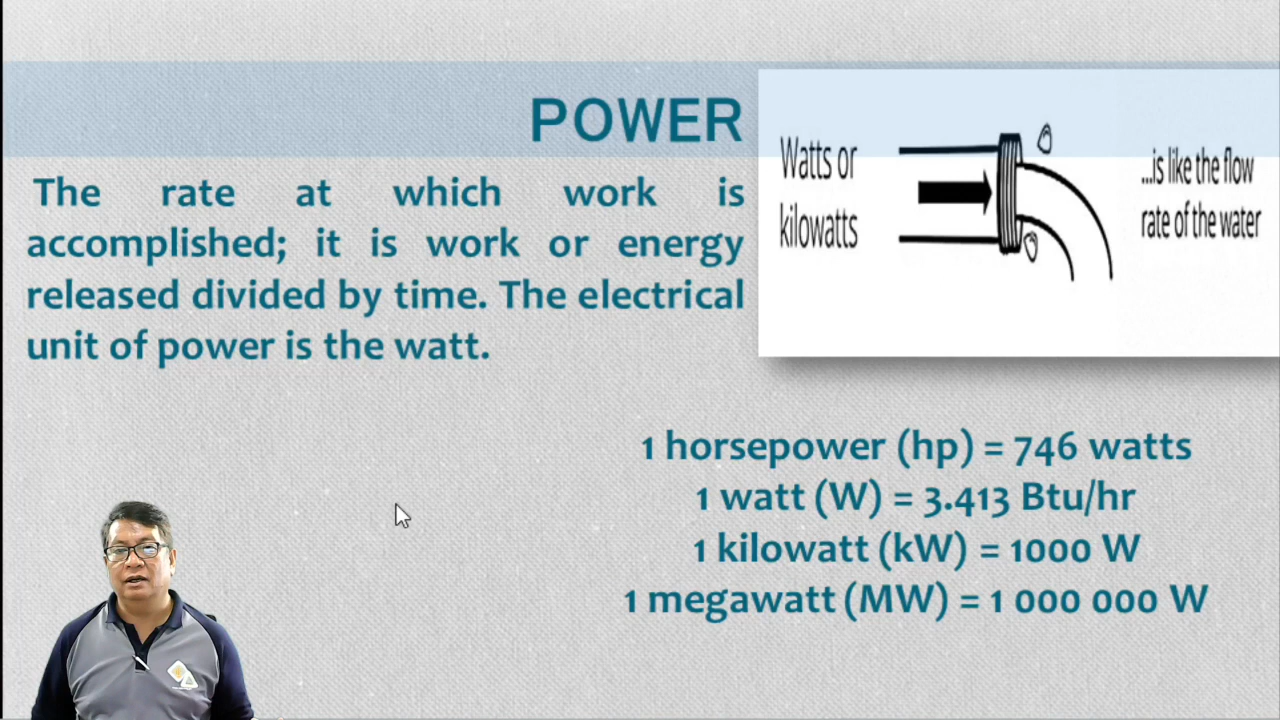 POWER
The rate at which work is
accomplished; it is work or energy
released divided by time. The electrical
unit of power is the watt.
Watts or
kilowatts
...is like the flow
rate of the water
1 horsepower (hp) = 746 watts
1 watt (W) = 3.413 Btu/hr
1 kilowatt (kW) = 1000 W
1 megawatt (MW) = 1 000 000 W